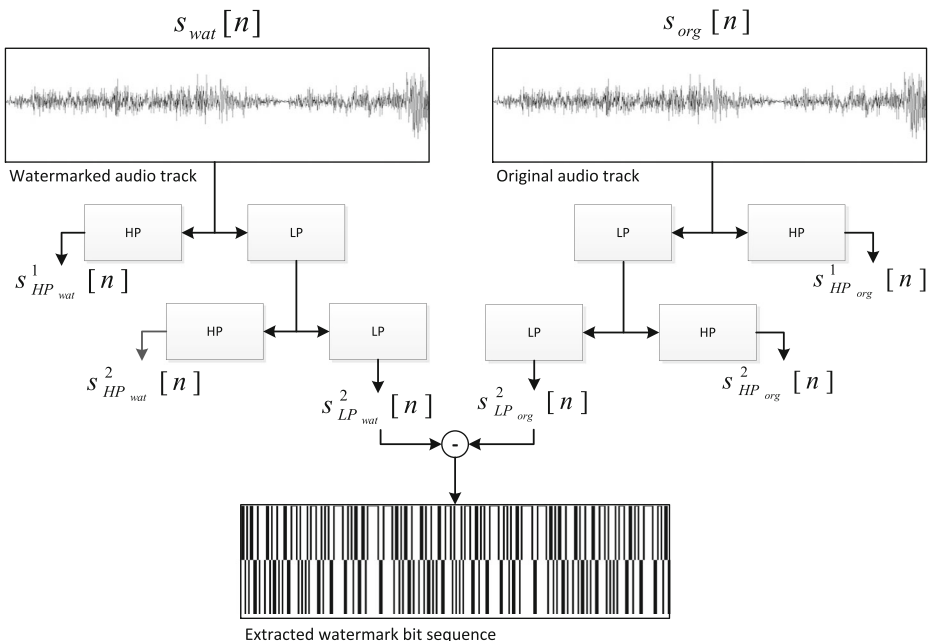 s_wat [n]
s_org [n]
Watermarked audio track
Original audio track
HP
LP
LP
HP
s^1_HP_wat [n]
s^1_HP_org [n]
HP
LP
LP
HP
s^2_HP_wat [n]
s^2_LP_wat [n]
s^2_LP_org [n]
s^2_HP_org [n]
-
Extracted watermark bit sequence